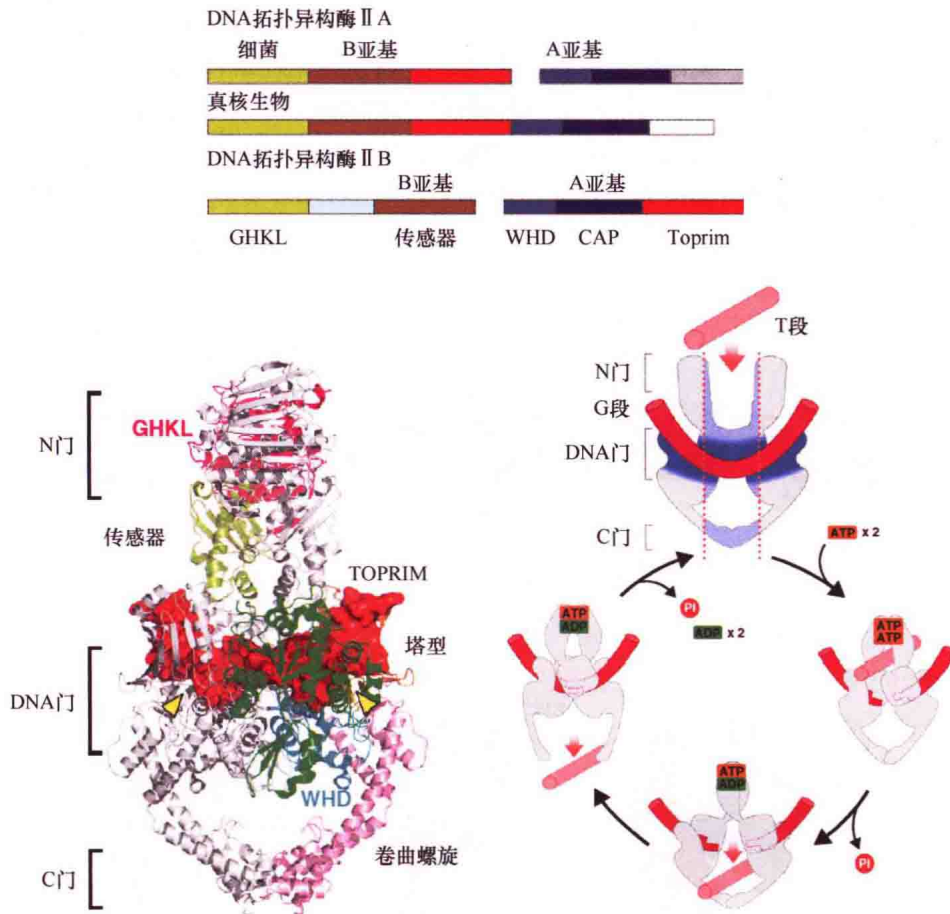 DNA拓扑异构酶ⅡA
细菌 B亚基 A亚基
真核生物
DNA拓扑异构酶ⅡB
B亚基 A亚基
GHKL 传感器 WHD CAP Toprim
T段
N门
G段
DNA门
C门
ATP x 2
N门
GHKL
传感器
TOPRIM
塔型
DNA门
WHD
卷曲螺旋
C门
ATP
ADP
PI
ADP x 2
ATP
ATP
ATP
ADP
PI